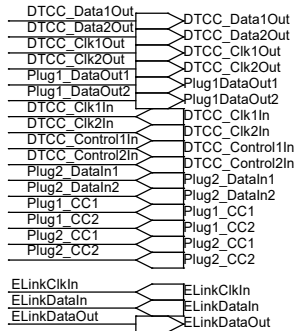 DTCC_Data1Out DTCC_Data1Out
DTCC_Data2Out DTCC_Data2Out
DTCC_Clk1Out DTCC_Clk1Out
DTCC_Clk2Out DTCC_Clk2Out
Plug1_DataOut1 Plug1DataOut1
Plug1_DataOut2 Plug1DataOut2
DTCC_Clk1In DTCC_Clk1In
DTCC_Clk2In DTCC_Clk2In
DTCC_Control1In DTCC_Control1In
DTCC_Control2In DTCC_Control2In
Plug2_DataIn1 Plug2_DataIn1
Plug2_DataIn2 Plug2_DataIn2
Plug1_CC1 Plug1_CC1
Plug1_CC2 Plug1_CC2
Plug2_CC1 Plug2_CC1
Plug2_CC2 Plug2_CC2
ELinkClkIn ELinkClkIn
ELinkDataIn ELinkDataIn
ELinkDataOut ELinkDataOut